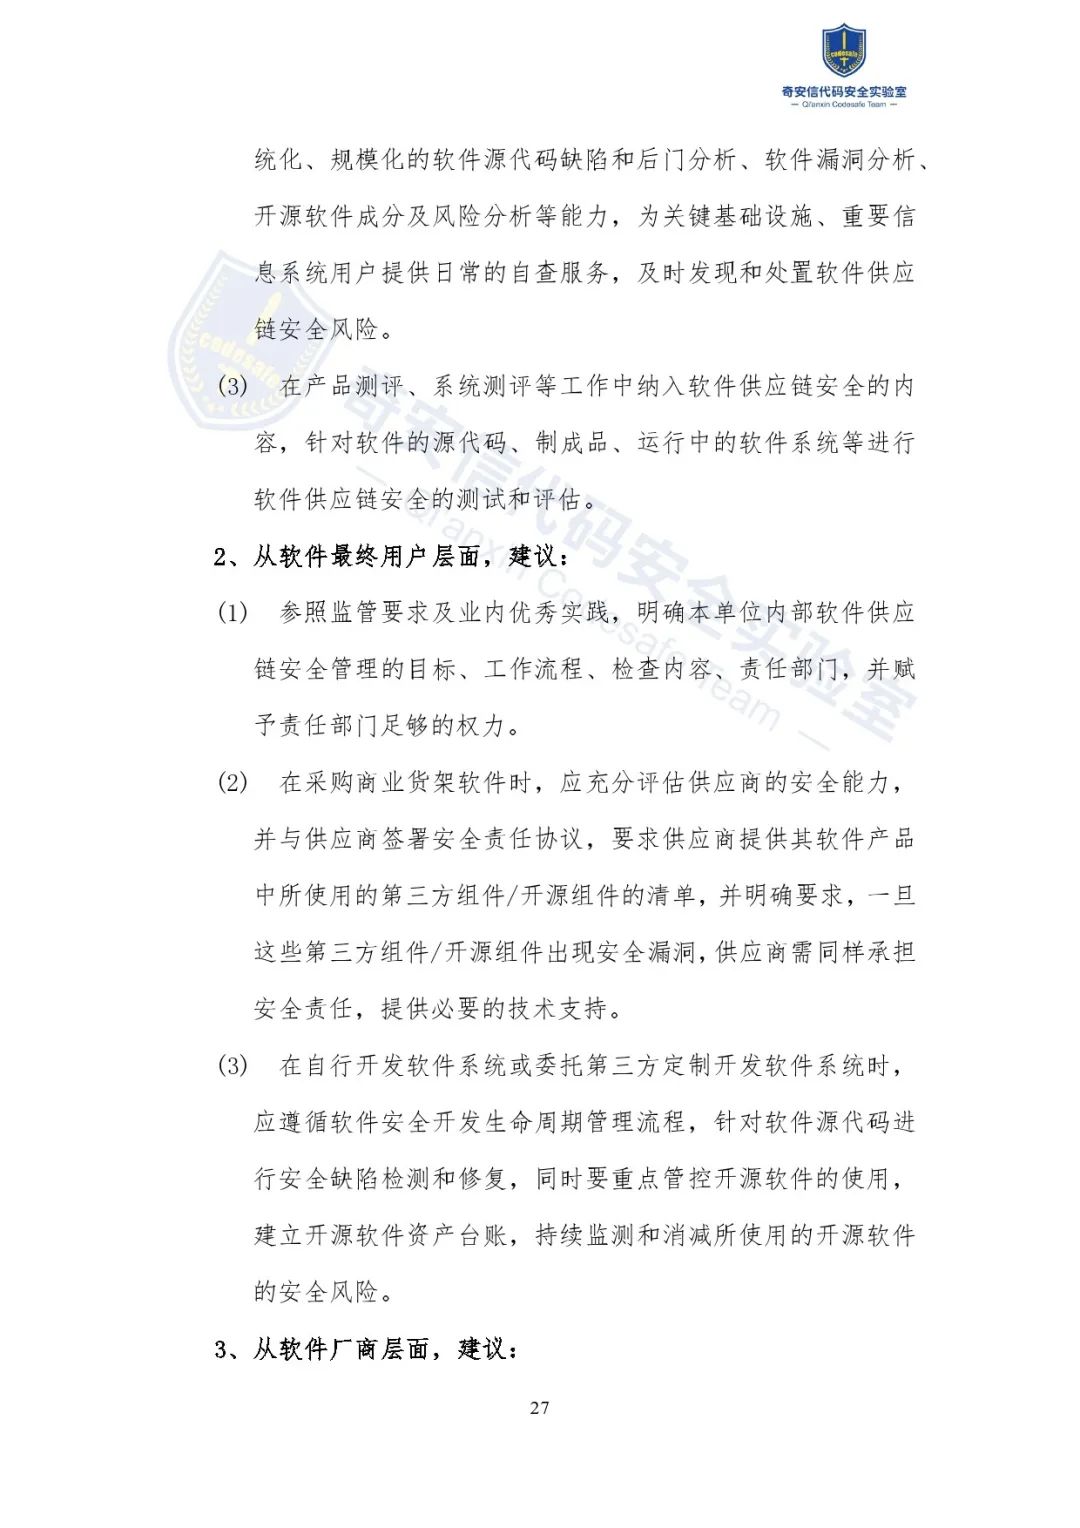 codesafe
奇安信代码安全实验室
— Qi'anxin Codesafe Team —
统化、规模化的软件源代码缺陷和后门分析、软件漏洞分析、
开源软件成分及风险分析等能力，为关键基础设施、重要信
息系统用户提供日常的自查服务，及时发现和处置软件供应
链安全风险。
(3) 在产品测评、系统测评等工作中纳入软件供应链安全的内
容，针对软件的源代码、制成品、运行中的软件系统等进行
软件供应链安全的测试和评估。
2、从软件最终用户层面，建议：
(1) 参照监管要求及业内优秀实践，明确本单位内部软件供应
链安全管理的目标、工作流程、检查内容、责任部门，并赋
予责任部门足够的权力。
(2) 在采购商业货架软件时，应充分评估供应商的安全能力，
并与供应商签署安全责任协议，要求供应商提供其软件产品
中所使用的第三方组件/开源组件的清单，并明确要求，一旦
这些第三方组件/开源组件出现安全漏洞，供应商需同样承担
安全责任，提供必要的技术支持。
(3) 在自行开发软件系统或委托第三方定制开发软件系统时，
应遵循软件安全开发生命周期管理流程，针对软件源代码进
行安全缺陷检测和修复，同时要重点管控开源软件的使用，
建立开源软件资产台账，持续监测和消减所使用的开源软件
的安全风险。
3、从软件厂商层面，建议：
27
codesafe
奇安信代码安全实验室
— Qi'anxin Codesafe Team —